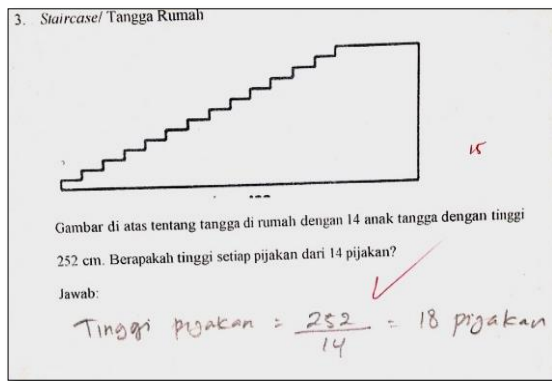 3. Staircase/ Tangga Rumah
15
Gambar di atas tentang tangga di rumah dengan 14 anak tangga dengan tinggi
252 cm. Berapakah tinggi setiap pijakan dari 14 pijakan?
Jawab:
Tinggi pijakan = 252/14 = 18 pijakan